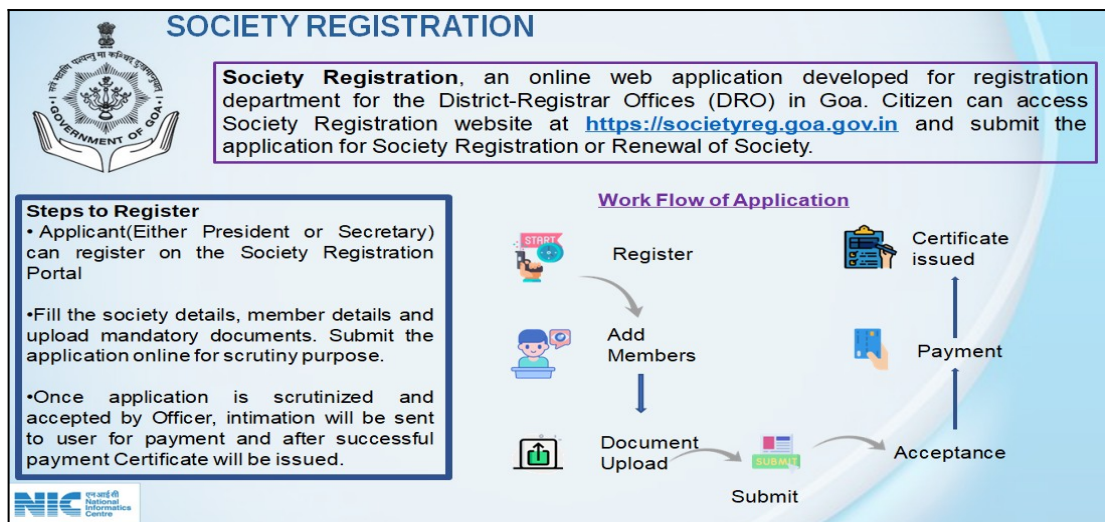 SOCIETY REGISTRATION
GOVERNMENT OF GOA
Society Registration, an online web application developed for registration
department for the District-Registrar Offices (DRO) in Goa. Citizen can access
Society Registration website at https://societyreg.goa.gov.in and submit the
application for Society Registration or Renewal of Society.
Steps to Register
• Applicant(Either President or Secretary)
can register on the Society Registration
Portal
•Fill the society details, member details and
upload mandatory documents. Submit the
application online for scrutiny purpose.
•Once application is scrutinized and
accepted by Officer, intimation will be sent
to user for payment and after successful
payment Certificate will be issued.
Work Flow of Application
START
Register
Add
Members
Document
Upload
SUBMIT
Submit
Acceptance
Payment
Certificate
issued
NIC
एन आई सी
National
Informatics
Centre